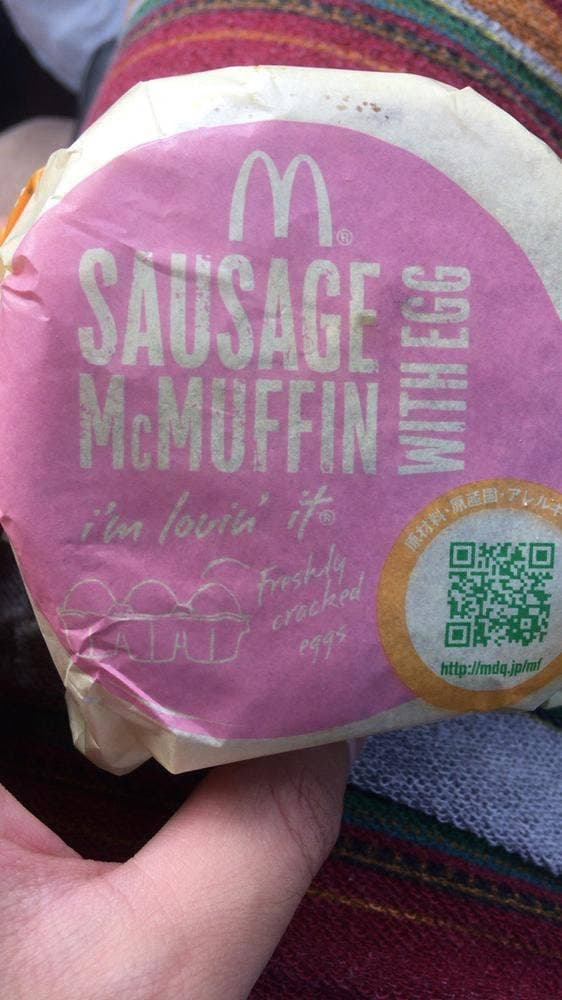 M®
SAUSAGE
McMUFFIN
WITH EGG
i'm lovin' it®
Freshly
cracked
eggs
原材料・原産国・アレルギ
http://mdq.jp/mf